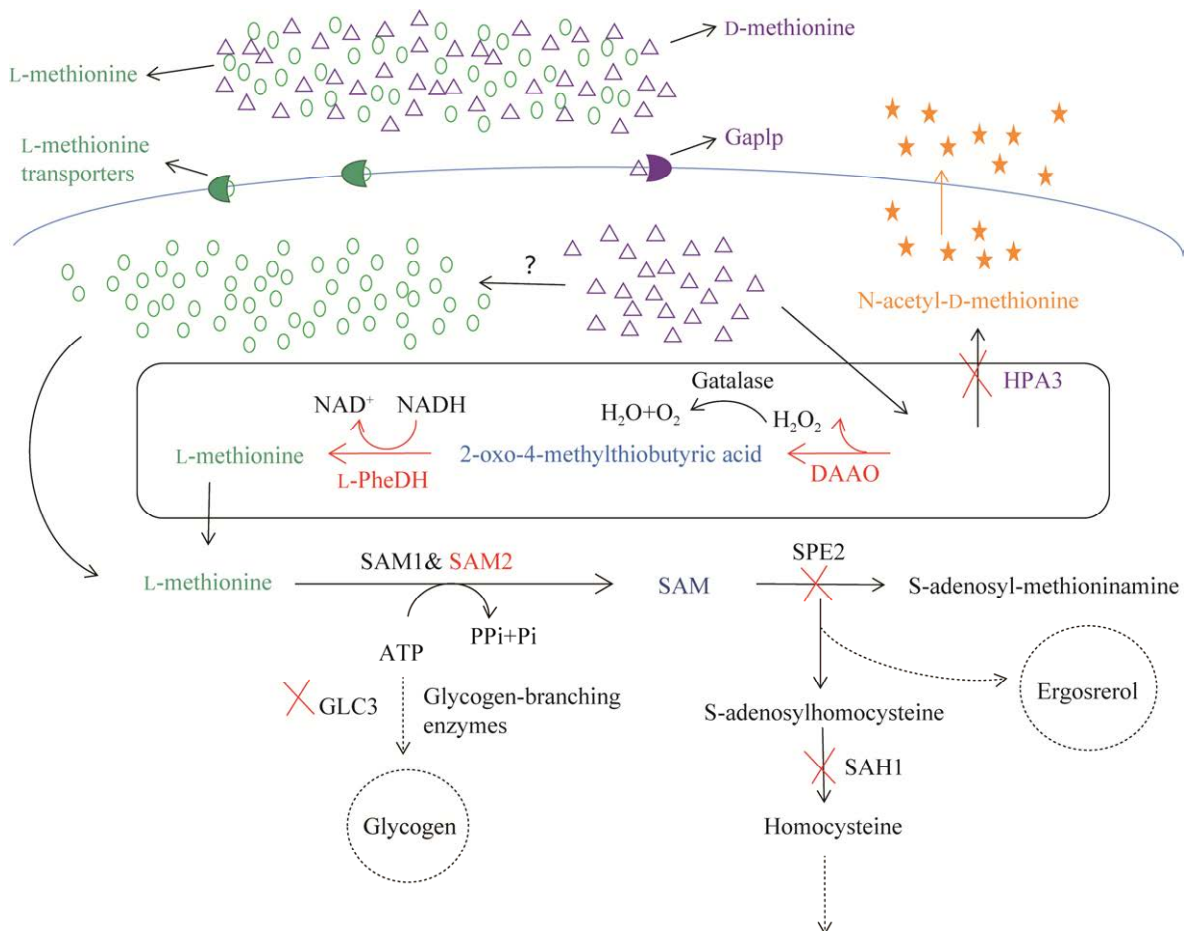 D-methionine
L-methionine
L-methionine
transporters
Gaplp
?
N-acetyl-D-methionine
HPA3
Gatalase
NAD⁺ NADH
H₂O+O₂
H₂O₂
L-methionine
2-oxo-4-methylthiobutyric acid
L-PheDH
DAAO
SPE2
SAM1& SAM2
L-methionine
SAM
S-adenosyl-methioninamine
PPi+Pi
ATP
GLC3
Glycogen-branching
enzymes
Ergosrerol
S-adenosylhomocysteine
SAH1
Glycogen
Homocysteine